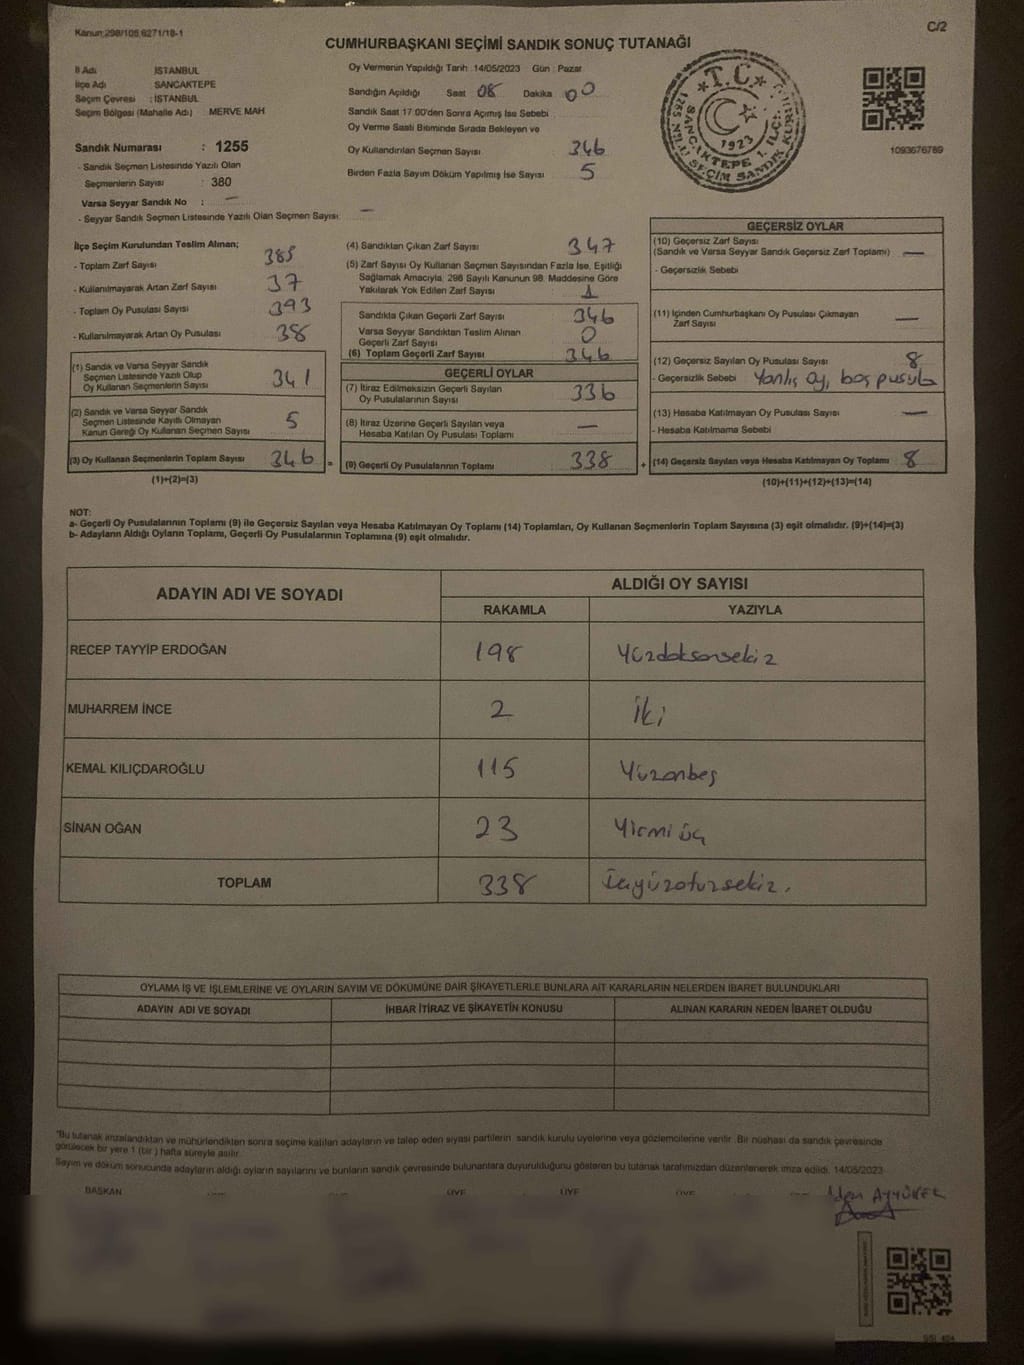 Kanun:298/105,6271/18-1
C/2
CUMHURBAŞKANI SEÇİMİ SANDIK SONUÇ TUTANAĞI
İl Adı İSTANBUL
İlçe Adı SANCAKTEPE
Seçim Çevresi : İSTANBUL
Seçim Bölgesi (Mahalle Adı) : MERVE MAH
Sandık Numarası : 1255
- Sandık Seçmen Listesinde Yazılı Olan
Seçmenlerin Sayısı : 380
Varsa Seyyar Sandık No : —
- Seyyar Sandık Seçmen Listesinde Yazılı Olan Seçmen Sayısı: —
Oy Vermenin Yapıldığı Tarih :14/05/2023 Gün : Pazar
Sandığın Açıldığı Saat 08 Dakika 00
Sandık Saat 17:00'den Sonra Açımış İse Sebebi
Oy Verme Saati Bitiminde Sırada Bekleyen ve
Oy Kullandırılan Seçmen Sayısı 346
Birden Fazla Sayım Döküm Yapılmış İse Sayısı 5
T.C.
1923
SANCAKTEPE 1. İLÇE
1255 NOLU SEÇİM SANDIK KURULU
1093676789
İlçe Seçim Kurulundan Teslim Alınan;
- Toplam Zarf Sayısı 385
- Kullanılmayarak Artan Zarf Sayısı 37
- Toplam Oy Pusulası Sayısı 393
- Kullanılmayarak Artan Oy Pusulası 38
(1) Sandık ve Varsa Seyyar Sandık
Seçmen Listesinde Yazılı Olup
Oy Kullanan Seçmenlerin Sayısı 341
(2) Sandık ve Varsa Seyyar Sandık
Seçmen Listesinde Kayıtlı Olmayan
Kanun Gereği Oy Kullanan Seçmen Sayısı 5
(3) Oy Kullanan Seçmenlerin Toplam Sayısı 346 =
(1)+(2)=(3)
(4) Sandıktan Çıkan Zarf Sayısı 347
(5) Zarf Sayısı Oy Kullanan Seçmen Sayısından Fazla İse, Eşitliği
Sağlamak Amacıyla, 298 Sayılı Kanunun 98. Maddesine Göre
Yakılarak Yok Edilen Zarf Sayısı 1
Sandıkta Çıkan Geçerli Zarf Sayısı 346
Varsa Seyyar Sandıktan Teslim Alınan
Geçerli Zarf Sayısı 0
(6) Toplam Geçerli Zarf Sayısı 346
GEÇERLİ OYLAR
(7) İtiraz Edilmeksizin Geçerli Sayılan
Oy Pusulalarının Sayısı 336
(8) İtiraz Üzerine Geçerli Sayılan veya
Hesaba Katılan Oy Pusulası Toplamı —
(9) Geçerli Oy Pusulalarının Toplamı 338 +
GEÇERSİZ OYLAR
(10) Geçersiz Zarf Sayısı
(Sandık ve Varsa Seyyar Sandık Geçersiz Zarf Toplamı) —
- Geçersizlik Sebebi
(11) İçinden Cumhurbaşkanı Oy Pusulası Çıkmayan
Zarf Sayısı —
(12) Geçersiz Sayılan Oy Pusulası Sayısı 8
- Geçersizlik Sebebi Yanlış Oy, boş pusula
(13) Hesaba Katılmayan Oy Pusulası Sayısı —
- Hesaba Katılmama Sebebi
(14) Geçersiz Sayılan veya Hesaba Katılmayan Oy Toplamı 8
(10)+(11)+(12)+(13)=(14)
NOT:
a- Geçerli Oy Pusulalarının Toplamı (9) ile Geçersiz Sayılan veya Hesaba Katılmayan Oy Toplamı (14) Toplamları, Oy Kullanan Seçmenlerin Toplam Sayısına (3) eşit olmalıdır. (9)+(14)=(3)
b- Adayların Aldığı Oyların Toplamı, Geçerli Oy Pusulalarının Toplamına (9) eşit olmalıdır.
ADAYIN ADI VE SOYADI ALDIĞI OY SAYISI
RAKAMLA YAZIYLA
RECEP TAYYİP ERDOĞAN 198 Yüzdoksansekiz
MUHARREM İNCE 2 İki
KEMAL KILIÇDAROĞLU 115 Yüzonbeş
SİNAN OĞAN 23 Yirmi üç
TOPLAM 338 Üçyüzotuzsekiz.
OYLAMA İŞ VE İŞLEMLERİNE VE OYLARIN SAYIM VE DÖKÜMÜNE DAİR ŞİKAYETLERLE BUNLARA AİT KARARLARIN NELERDEN İBARET BULUNDUKLARI
ADAYIN ADI VE SOYADI İHBAR İTİRAZ VE ŞİKAYETİN KONUSU ALINAN KARARIN NEDEN İBARET OLDUĞU
*Bu tutanak imzalandıktan ve mühürlendikten sonra seçime katılan adayların ve talep eden siyasi partilerin sandık kurulu üyelerine veya gözlemcilerine verilir. Bir nüshası da sandık çevresinde
görülecek bir yere 1 (bir) hafta süreyle asılır.
Sayım ve döküm sonucunda adayların aldığı oyların sayılarını ve bunların sandık çevresinde bulunanlara duyurulduğunu gösteren bu tutanak tarafımızdan düzenlenerek imza edildi. 14/05/2023
BAŞKAN ÜYE ÜYE ÜYE ÜYE ÜYE